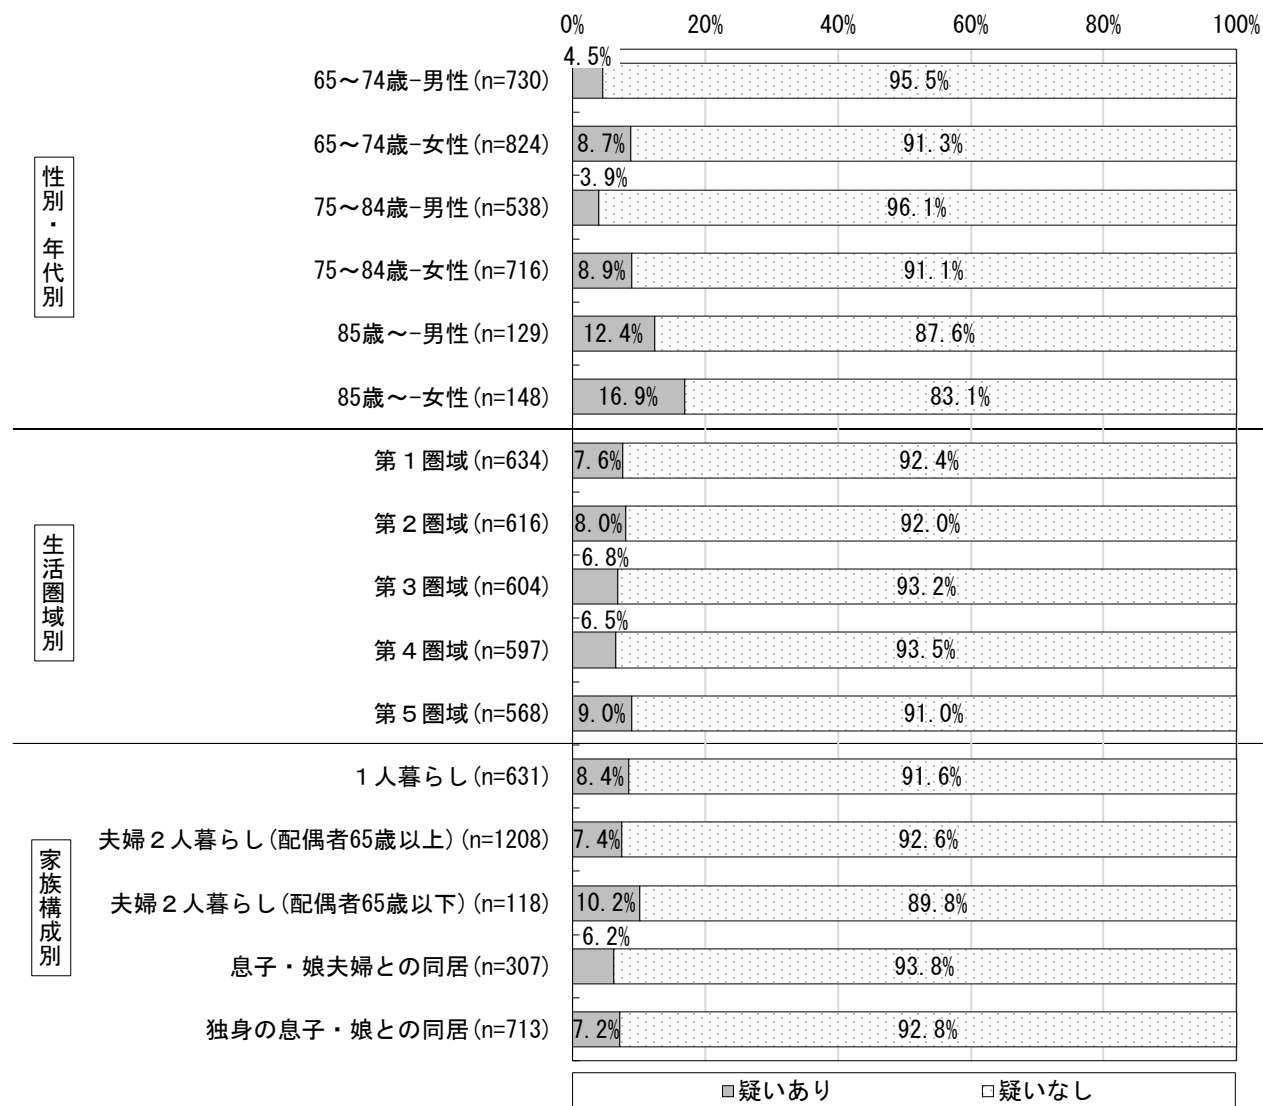 0% 20% 40% 60% 80% 100%
性別・年代別
65～74歳-男性(n=730) 4.5% 95.5%
65～74歳-女性(n=824) 8.7% 91.3%
75～84歳-男性(n=538) 3.9% 96.1%
75～84歳-女性(n=716) 8.9% 91.1%
85歳～-男性(n=129) 12.4% 87.6%
85歳～-女性(n=148) 16.9% 83.1%
生活圏域別
第１圏域(n=634) 7.6% 92.4%
第２圏域(n=616) 8.0% 92.0%
第３圏域(n=604) 6.8% 93.2%
第４圏域(n=597) 6.5% 93.5%
第５圏域(n=568) 9.0% 91.0%
家族構成別
１人暮らし(n=631) 8.4% 91.6%
夫婦２人暮らし(配偶者65歳以上)(n=1208) 7.4% 92.6%
夫婦２人暮らし(配偶者65歳以下)(n=118) 10.2% 89.8%
息子・娘夫婦との同居(n=307) 6.2% 93.8%
独身の息子・娘との同居(n=713) 7.2% 92.8%
疑いあり 疑いなし